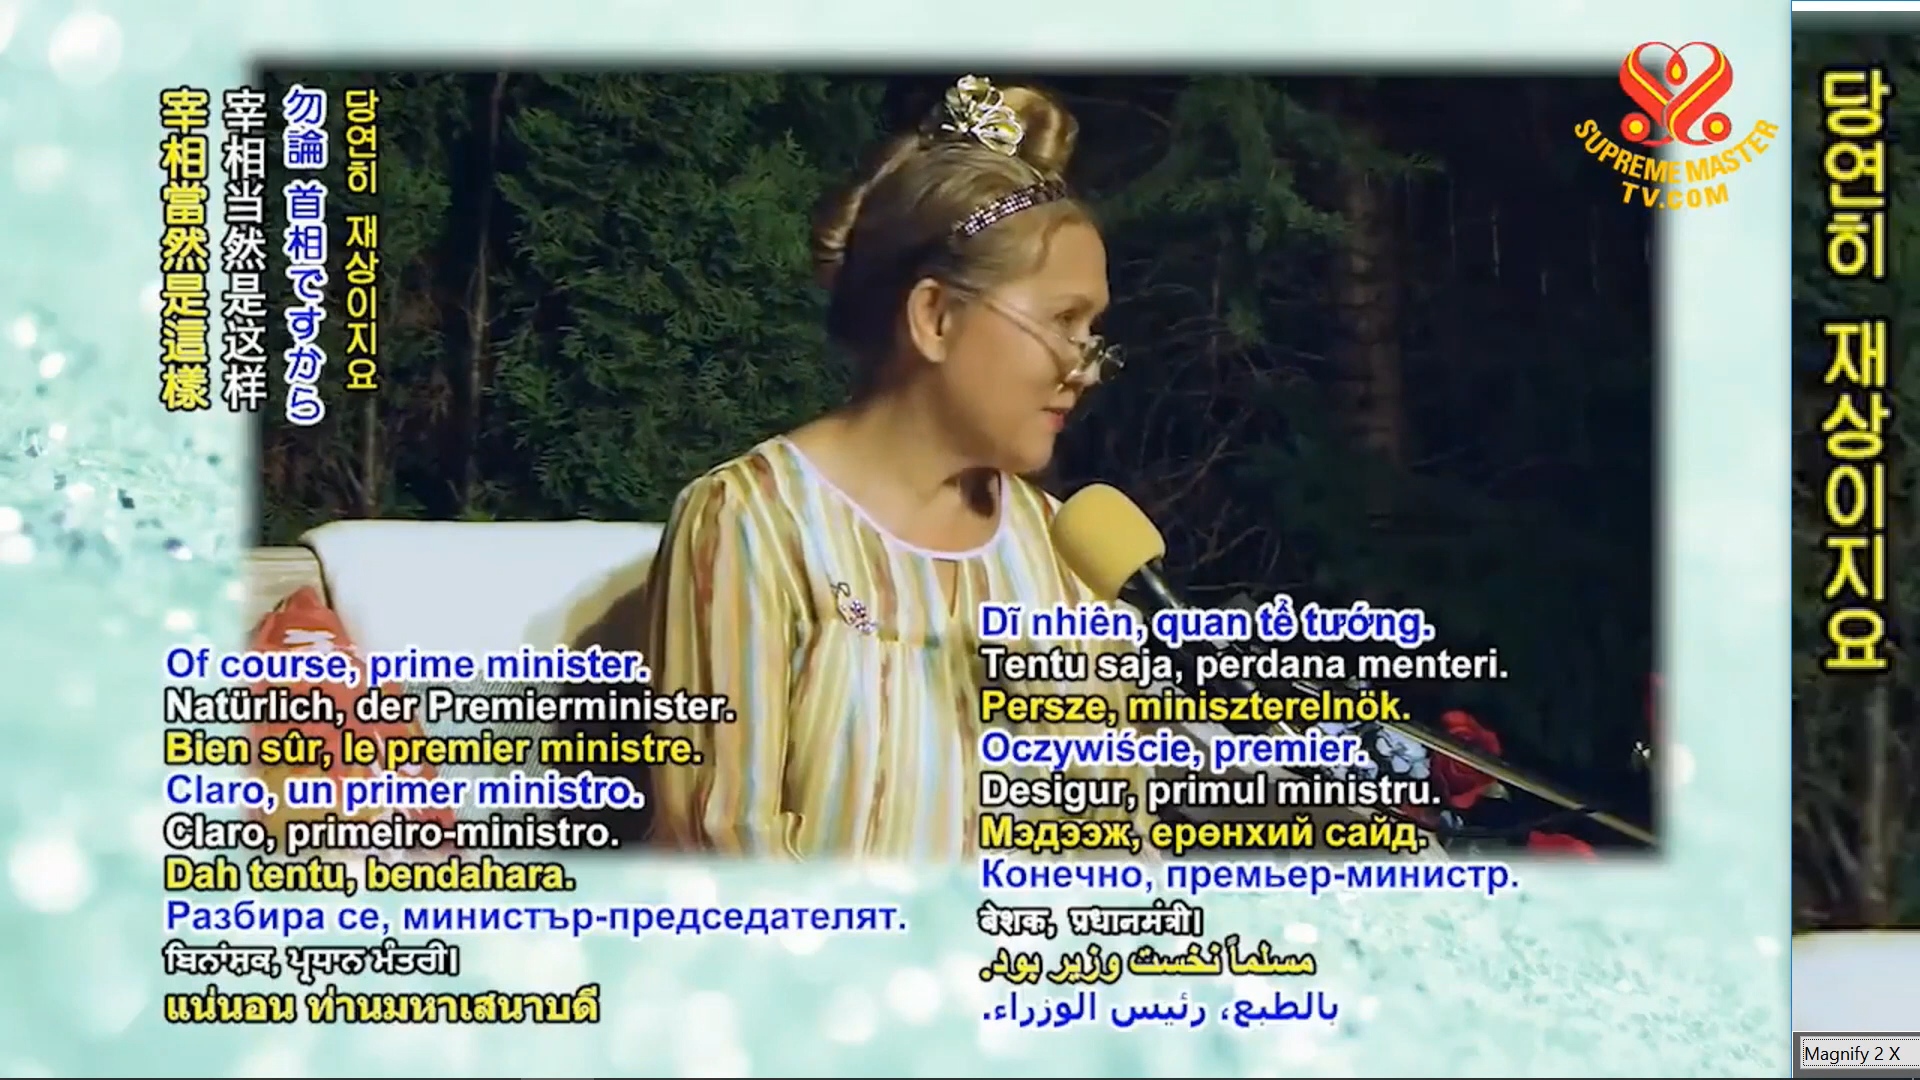 宰相當然是這樣
宰相当然是这样
勿論 首相ですから
당연히 재상이지요
SUPREME MASTER
TV.COM
당연히 재상이지요
Of course, prime minister.
Natürlich, der Premierminister.
Bien sûr, le premier ministre.
Claro, un primer ministro.
Claro, primeiro-ministro.
Dah tentu, bendahara.
Разбира се, министър-председателят.
ਬਿਨਾਂਸ਼ਕ, ਪ੍ਰਧਾਨ ਮੰਤਰੀ।
แน่นอน ท่านมหาเสนาบดี
Dĩ nhiên, quan tể tướng.
Tentu saja, perdana menteri.
Persze, miniszterelnök.
Oczywiście, premier.
Desigur, primul ministru.
Мэдээж, ерөнхий сайд.
Конечно, премьер-министр.
बेशक, प्रधानमंत्री।
مسلماً نخست وزیر بود.
بالطبع، رئيس الوزراء.
Magnify 2 X